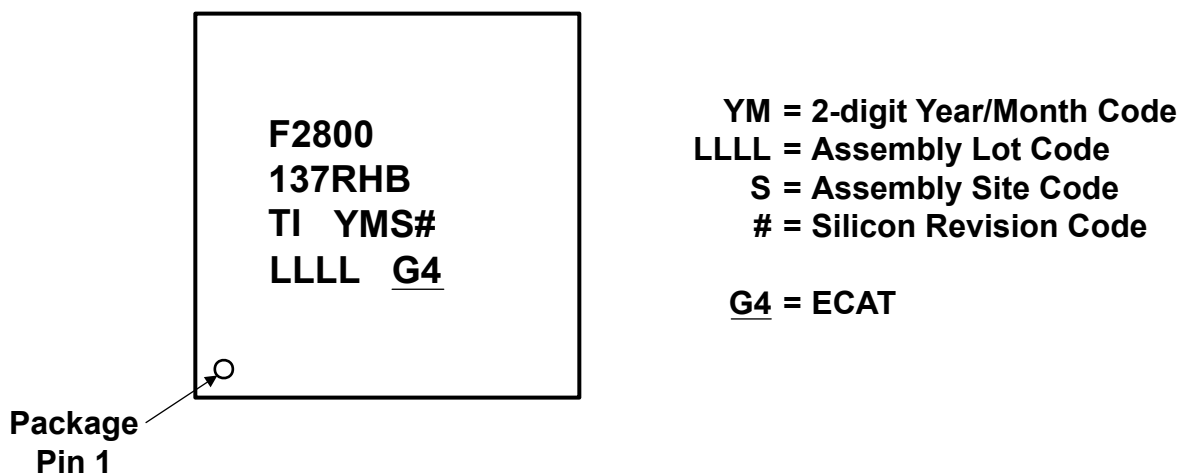 F2800
137RHB
TI YMS#
LLLL G4
Package
Pin 1
YM = 2-digit Year/Month Code
LLLL = Assembly Lot Code
S = Assembly Site Code
# = Silicon Revision Code
G4 = ECAT